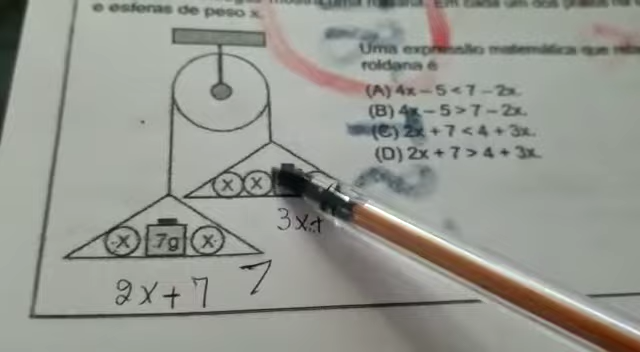 e esferas de peso x.
Uma expressão matemática que
roldana é
(A) 4x – 5 < 7 – 2x.
(B) 4x – 5 > 7 – 2x.
(C) 2x + 7 < 4 + 3x.
(D) 2x + 7 > 4 + 3x.
x x
3x+
x 7g x
2x+7 >